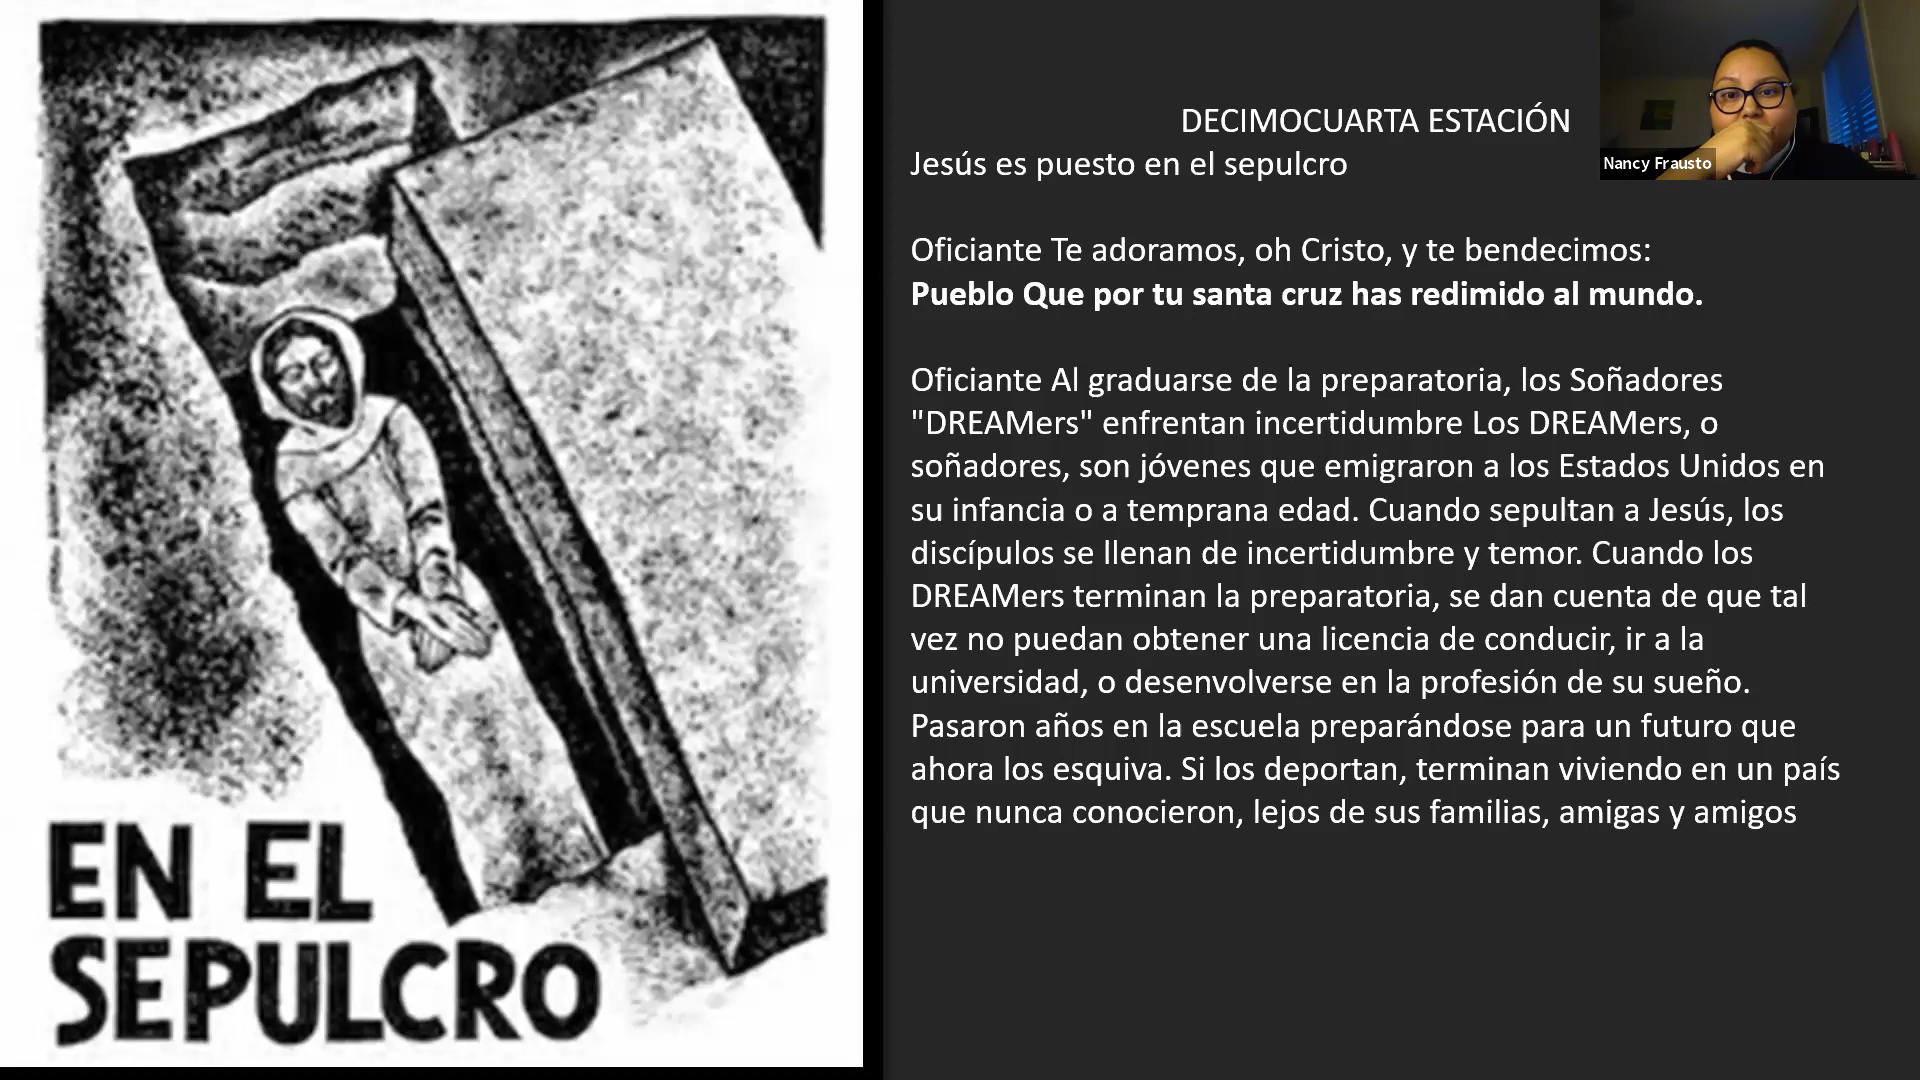 EN EL
SEPULCRO
DECIMOCUARTA ESTACIÓN
Jesús es puesto en el sepulcro
Oficiante Te adoramos, oh Cristo, y te bendecimos:
Pueblo Que por tu santa cruz has redimido al mundo.
Oficiante Al graduarse de la preparatoria, los Soñadores
"DREAMers" enfrentan incertidumbre Los DREAMers, o
soñadores, son jóvenes que emigraron a los Estados Unidos en
su infancia o a temprana edad. Cuando sepultan a Jesús, los
discípulos se llenan de incertidumbre y temor. Cuando los
DREAMers terminan la preparatoria, se dan cuenta de que tal
vez no puedan obtener una licencia de conducir, ir a la
universidad, o desenvolverse en la profesión de su sueño.
Pasaron años en la escuela preparándose para un futuro que
ahora los esquiva. Si los deportan, terminan viviendo en un país
que nunca conocieron, lejos de sus familias, amigas y amigos
Nancy Frausto